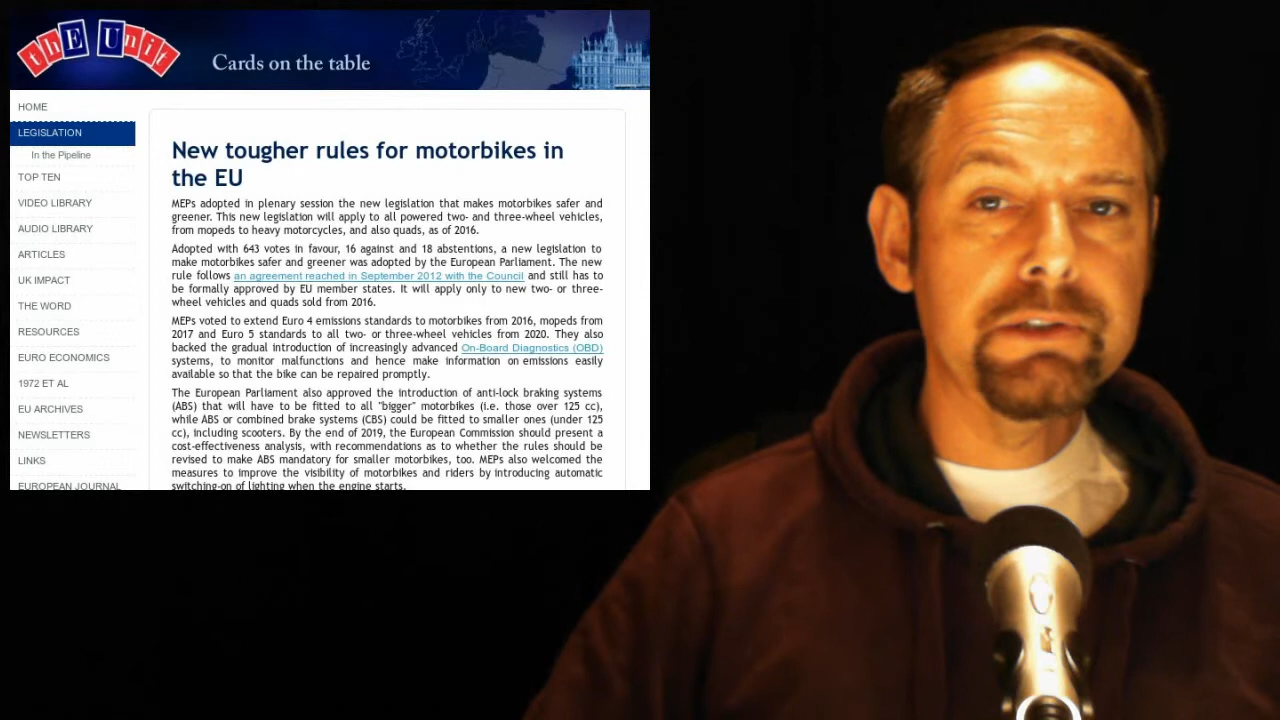 thE Unit
Cards on the table
HOME
LEGISLATION
In the Pipeline
TOP TEN
VIDEO LIBRARY
AUDIO LIBRARY
ARTICLES
UK IMPACT
THE WORD
RESOURCES
EURO ECONOMICS
1972 ET AL
EU ARCHIVES
NEWSLETTERS
LINKS
EUROPEAN JOURNAL
New tougher rules for motorbikes in
the EU
MEPs adopted in plenary session the new legislation that makes motorbikes safer and
greener. This new legislation will apply to all powered two- and three-wheel vehicles,
from mopeds to heavy motorcycles, and also quads, as of 2016.
Adopted with 643 votes in favour, 16 against and 18 abstentions, a new legislation to
make motorbikes safer and greener was adopted by the European Parliament. The new
rule follows an agreement reached in September 2012 with the Council and still has to
be formally approved by EU member states. It will apply only to new two- or three-
wheel vehicles and quads sold from 2016.
MEPs voted to extend Euro 4 emissions standards to motorbikes from 2016, mopeds from
2017 and Euro 5 standards to all two- or three-wheel vehicles from 2020. They also
backed the gradual introduction of increasingly advanced On-Board Diagnostics (OBD)
systems, to monitor malfunctions and hence make information on emissions easily
available so that the bike can be repaired promptly.
The European Parliament also approved the introduction of anti-lock braking systems
(ABS) that will have to be fitted to all "bigger" motorbikes (i.e. those over 125 cc),
while ABS or combined brake systems (CBS) could be fitted to smaller ones (under 125
cc), including scooters. By the end of 2019, the European Commission should present a
cost-effectiveness analysis, with recommendations as to whether the rules should be
revised to make ABS mandatory for smaller motorbikes, too. MEPs also welcomed the
measures to improve the visibility of motorbikes and riders by introducing automatic
switching-on of lighting when the engine starts.